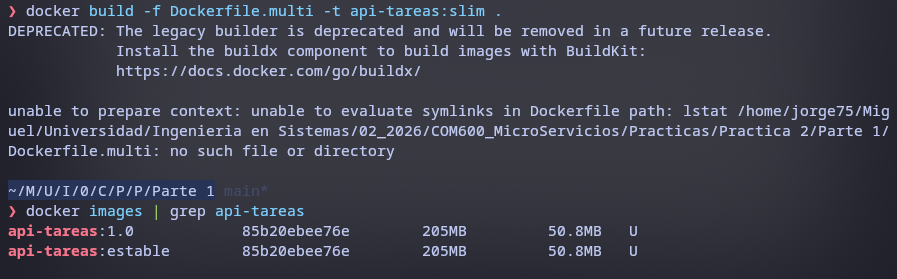 ❯ docker build -f Dockerfile.multi -t api-tareas:slim .
DEPRECATED: The legacy builder is deprecated and will be removed in a future release.
            Install the buildx component to build images with BuildKit:
            https://docs.docker.com/go/buildx/

unable to prepare context: unable to evaluate symlinks in Dockerfile path: lstat /home/jorge75/Mig
uel/Universidad/Ingenieria en Sistemas/02_2026/COM600_MicroServicios/Practicas/Practica 2/Parte 1/
Dockerfile.multi: no such file or directory

~/M/U/I/0/C/P/P/Parte 1 main*
❯ docker images | grep api-tareas
api-tareas:1.0             85b20ebee76e        205MB         50.8MB   U
api-tareas:estable         85b20ebee76e        205MB         50.8MB   U